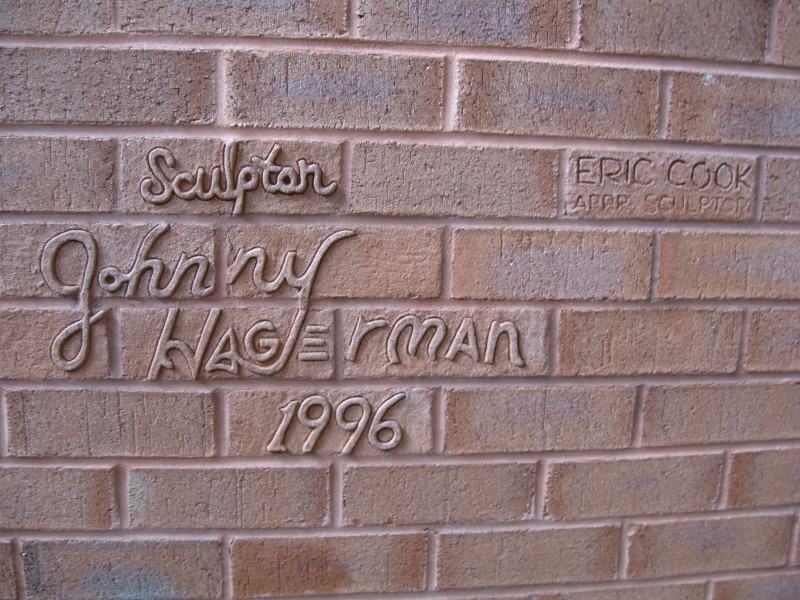 Sculptor
Johnny
HAGErMAN
1996
ERIC COOK
APPR. SCULPTOR